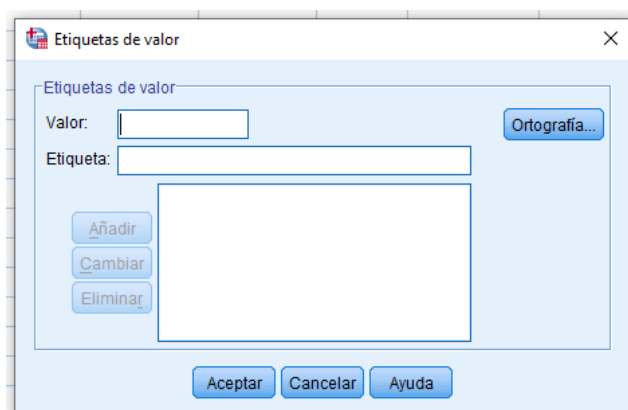 Etiquetas de valor
Etiquetas de valor
Valor:
Ortografía...
Etiqueta:
Añadir
Cambiar
Eliminar
Aceptar Cancelar Ayuda